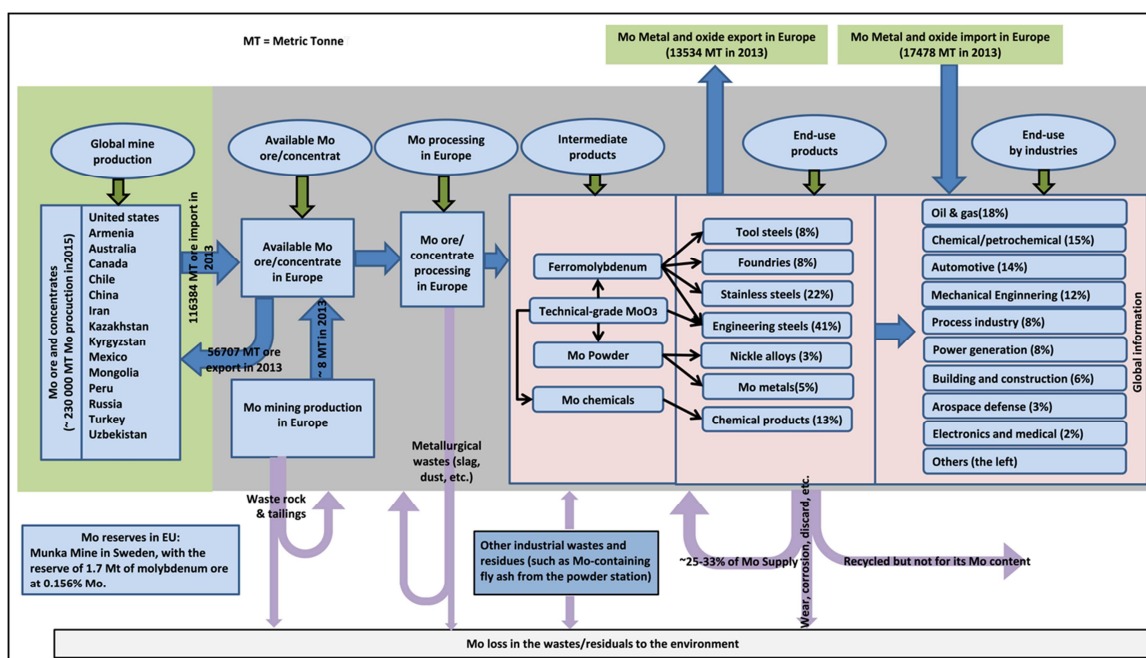 MT = Metric Tonne
Mo Metal and oxide export in Europe
(13534 MT in 2013)
Mo Metal and oxide import in Europe
(17478 MT in 2013)
Global mine
production
Available Mo
ore/concentrat
Mo processing
in Europe
Intermediate
products
End-use
products
End-use
by industries
Mo ore and concentrates
(~ 230 000 MT Mo procuction in2015)
United states
Armenia
Australia
Canada
Chile
China
Iran
Kazakhstan
Kyrgyzstan
Mexico
Mongolia
Peru
Russia
Turkey
Uzbekistan
116384 MT ore import in
2013
Available Mo
ore/concentrate
in Europe
56707 MT ore
export in 2013
~ 8 MT in 2013
Mo mining production
in Europe
Mo ore/
concentrate
processing
in Europe
Ferromolybdenum
Technical-grade MoO3
Mo Powder
Mo chemicals
Tool steels (8%)
Foundries (8%)
Stainless steels (22%)
Engineering steels (41%)
Nickle alloys (3%)
Mo metals(5%)
Chemical products (13%)
Oil & gas(18%)
Chemical/petrochemical (15%)
Automotive (14%)
Mechanical Enginnering (12%)
Process industry (8%)
Power generation (8%)
Building and construction (6%)
Arospace defense (3%)
Electronics and medical (2%)
Others (the left)
Global information
Waste rock
& tailings
Metallurgical
wastes (slag,
dust, etc.)
Mo reserves in EU:
Munka Mine in Sweden, with the
reserve of 1.7 Mt of molybdenum ore
at 0.156% Mo.
Other industrial wastes and
residues (such as Mo-containing
fly ash from the powder station)
~25-33% of Mo Supply
Wear, corrosion, discard, etc.
Recycled but not for its Mo content
Mo loss in the wastes/residuals to the environment